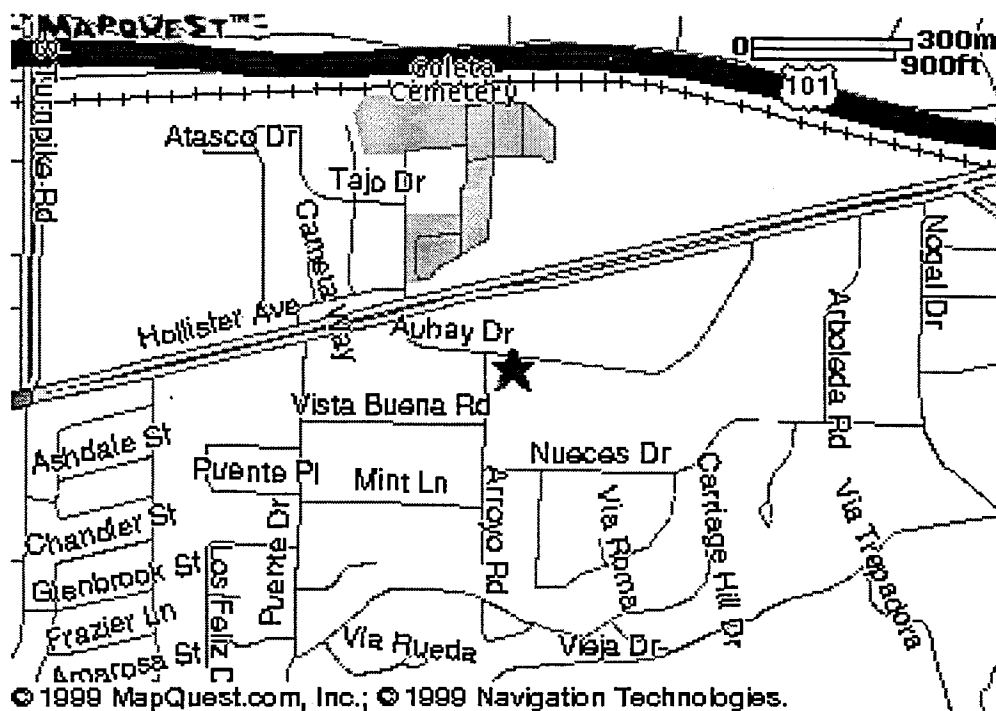 MAPQUEST™
0 300m
900ft
101
Goleta
Cemetery
Turnpike Rd
Atasco Dr
Tajo Dr
Gameta Way
Hollister Ave
Auhay Dr
Nogal Dr
Arboleda Rd
Vista Buena Rd
Ashdale St
Puente Pl
Mint Ln
Nueces Dr
Arroyo Rd
Via Roma
Carriage Hill Dr
Via Trepadora
Chandler St
Puente Dr
Glenbrook St
Los Feliz D
Frazier Ln
Via Rueda
Vieja Dr
Amarosa St
© 1999 MapQuest.com, Inc.; © 1999 Navigation Technologies.